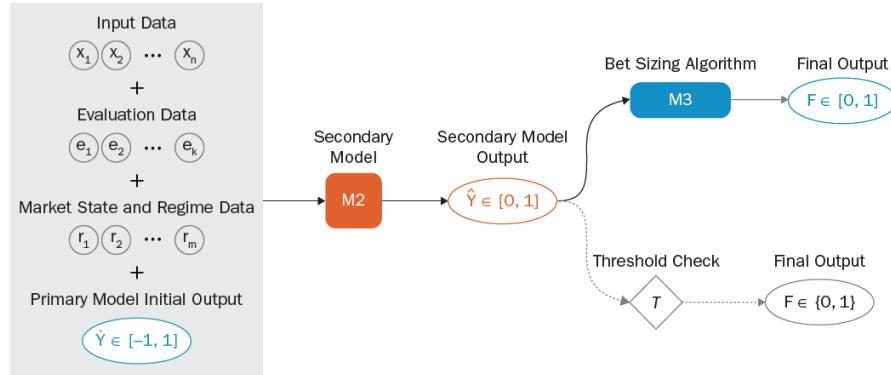 Input Data
x₁ x₂ ••• xₙ
+
Evaluation Data
e₁ e₂ ••• eₖ
+
Market State and Regime Data
r₁ r₂ ••• rₘ
+
Primary Model Initial Output
Ẏ ∈ [–1, 1]
Secondary
Model
M2
Secondary Model
Output
Ŷ ∈ [0, 1]
Bet Sizing Algorithm
M3
Final Output
F ∈ [0, 1]
Threshold Check
T
Final Output
F ∈ {0, 1}